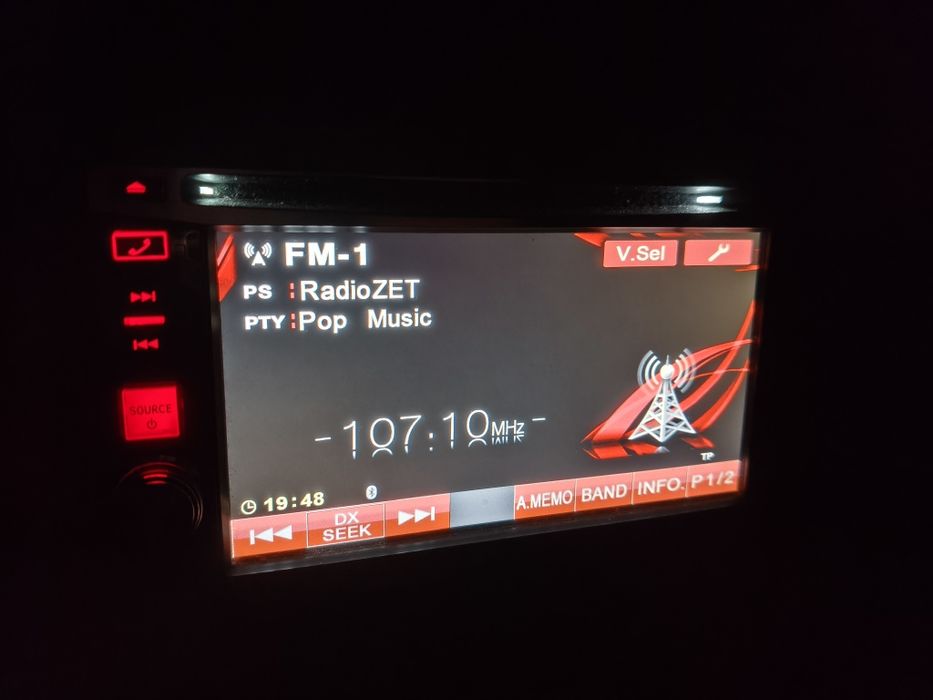 FM-1
V.Sel
PS :RadioZET
PTY :Pop Music
SOURCE
-107.10MHz-
TP
19:48
DX SEEK
A.MEMO BAND INFO. P1/2